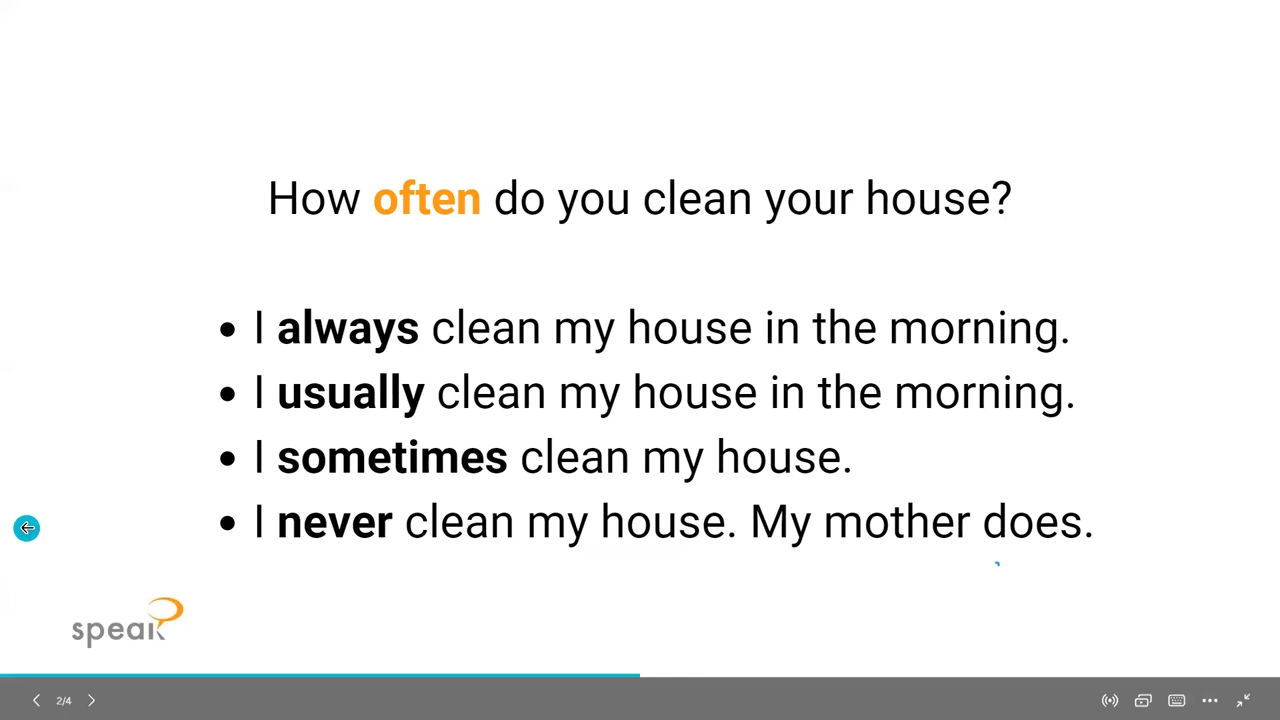 How often do you clean your house?
• I always clean my house in the morning.
• I usually clean my house in the morning.
• I sometimes clean my house.
• I never clean my house. My mother does.
speak
2/4